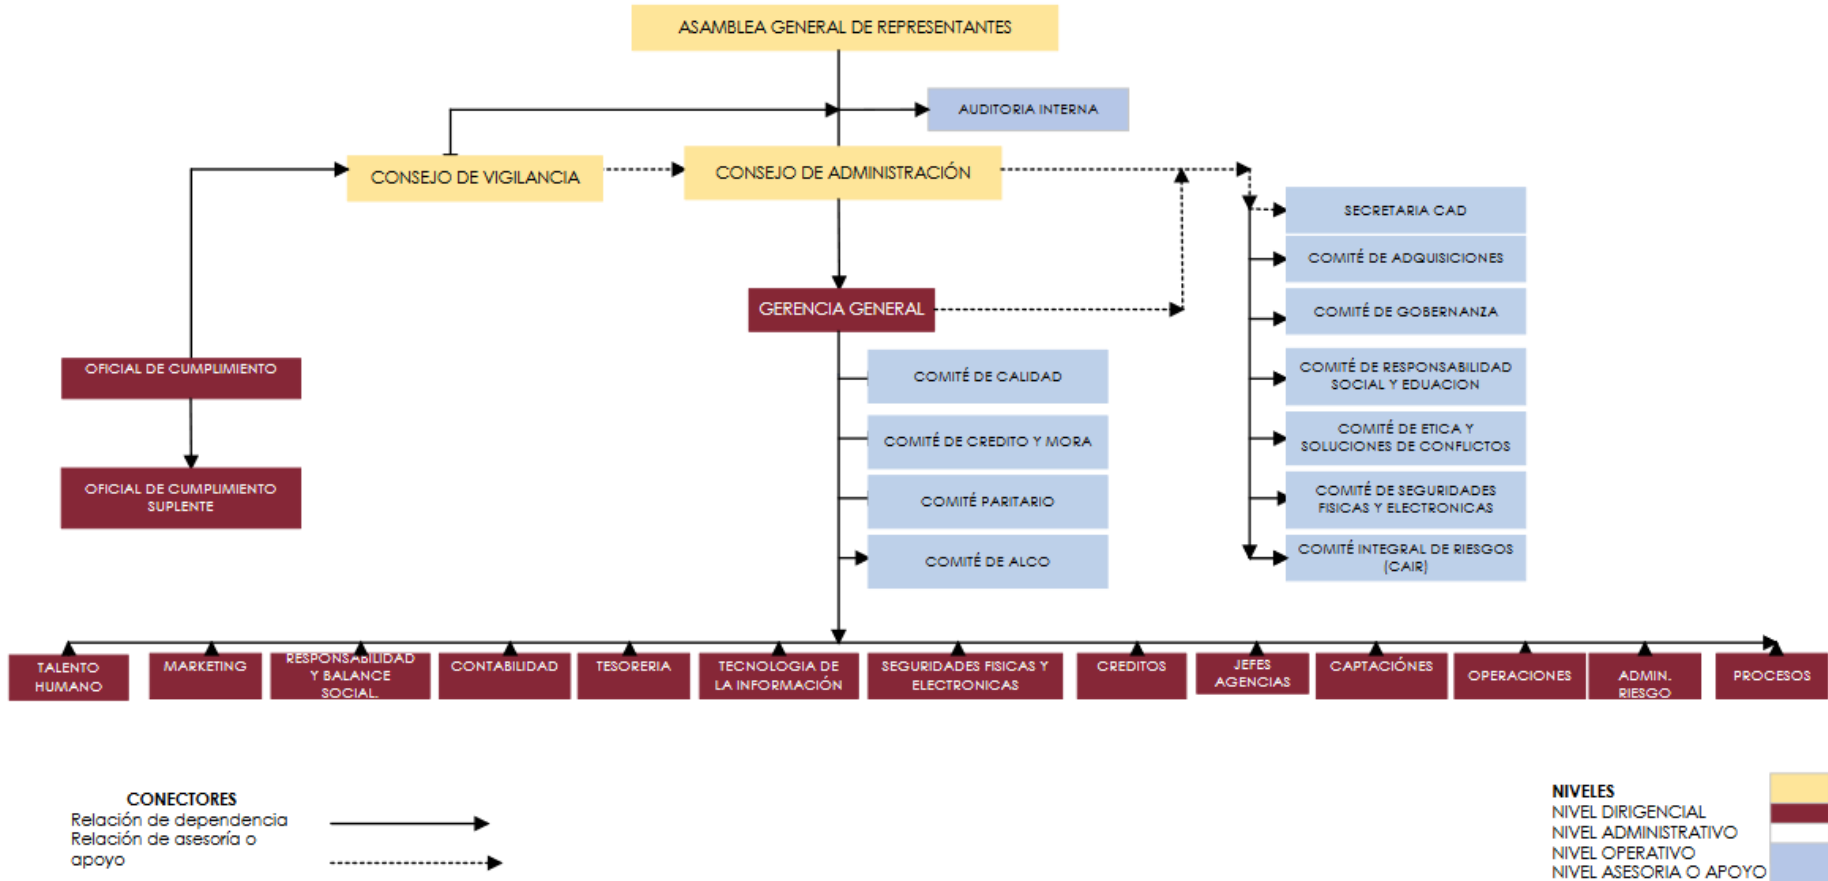 ASAMBLEA GENERAL DE REPRESENTANTES
AUDITORIA INTERNA
CONSEJO DE VIGILANCIA
CONSEJO DE ADMINISTRACIÓN
SECRETARIA CAD
COMITÉ DE ADQUISICIONES
GERENCIA GENERAL
COMITÉ DE GOBERNANZA
OFICIAL DE CUMPLIMIENTO
COMITÉ DE CALIDAD
COMITÉ DE RESPONSABILIDAD
SOCIAL Y EDUACION
COMITÉ DE CREDITO Y MORA
COMITÉ DE ETICA Y
SOLUCIONES DE CONFLICTOS
OFICIAL DE CUMPLIMIENTO
SUPLENTE
COMITÉ PARITARIO
COMITÉ DE SEGURIDADES
FISICAS Y ELECTRONICAS
COMITÉ DE ALCO
COMITÉ INTEGRAL DE RIESGOS
(CAIR)
TALENTO
HUMANO
MARKETING
RESPONSABILIDAD
Y BALANCE
SOCIAL.
CONTABILIDAD
TESORERIA
TECNOLOGIA DE
LA INFORMACIÓN
SEGURIDADES FISICAS Y
ELECTRONICAS
CREDITOS
JEFES
AGENCIAS
CAPTACIÓNES
OPERACIONES
ADMIN.
RIESGO
PROCESOS
CONECTORES
Relación de dependencia
Relación de asesoría o
apoyo
NIVELES
NIVEL DIRIGENCIAL
NIVEL ADMINISTRATIVO
NIVEL OPERATIVO
NIVEL ASESORIA O APOYO